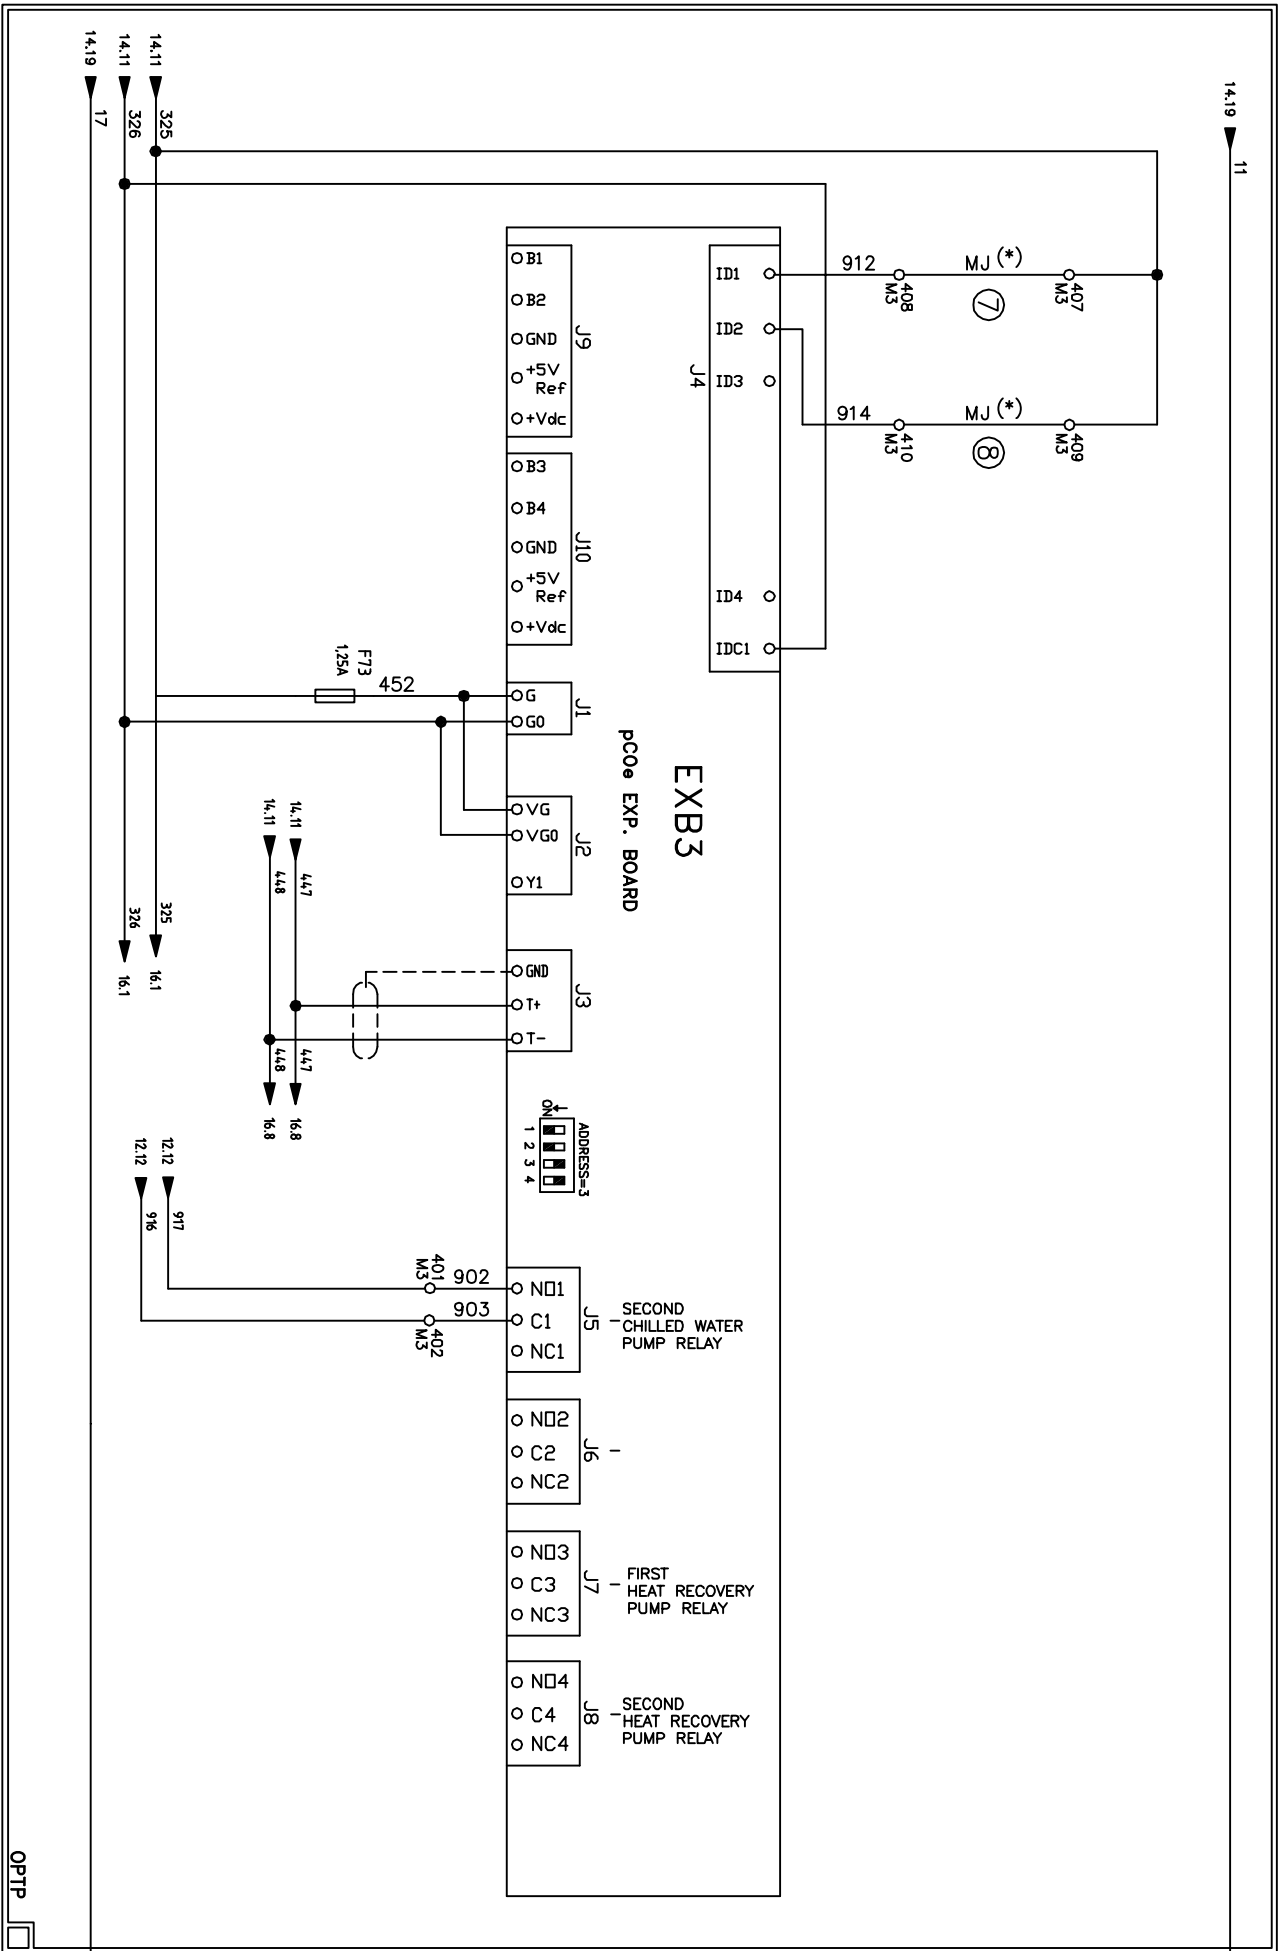 14.19
11
14.11
325
14.11
326
14.19
17
912
408
M3
MJ (*)
7
407
M3
914
410
M3
MJ (*)
8
409
M3
J4
ID1
ID2
ID3
ID4
IDC1
J9
B1
B2
GND
+5V
Ref
+Vdc
J10
B3
B4
GND
+5V
Ref
+Vdc
F73
1,25A
452
J1
G
G0
EXB3
pCOe EXP. BOARD
J2
VG
VG0
Y1
14.11
447
14.11
448
325
16.1
326
16.1
J3
GND
T+
T-
447
16.8
448
16.8
ADDRESS=3
ON
1 2 3 4
12.12
917
12.12
916
401
M3
902
402
M3
903
J5
NO1
C1
NC1
- SECOND
CHILLED WATER
PUMP RELAY
J6 -
NO2
C2
NC2
J7
NO3
C3
NC3
- FIRST
HEAT RECOVERY
PUMP RELAY
J8
NO4
C4
NC4
- SECOND
HEAT RECOVERY
PUMP RELAY
OPTP